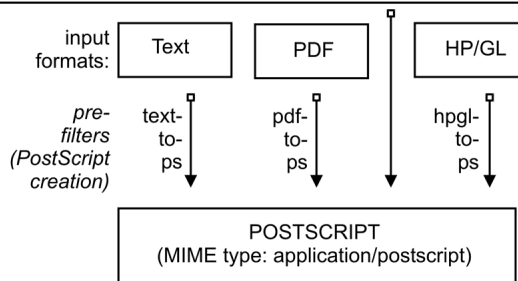 input
formats:
Text
PDF
HP/GL
pre-
filters
(PostScript
creation)
text-
to-
ps
pdf-
to-
ps
hpgl-
to-
ps
POSTSCRIPT
(MIME type: application/postscript)